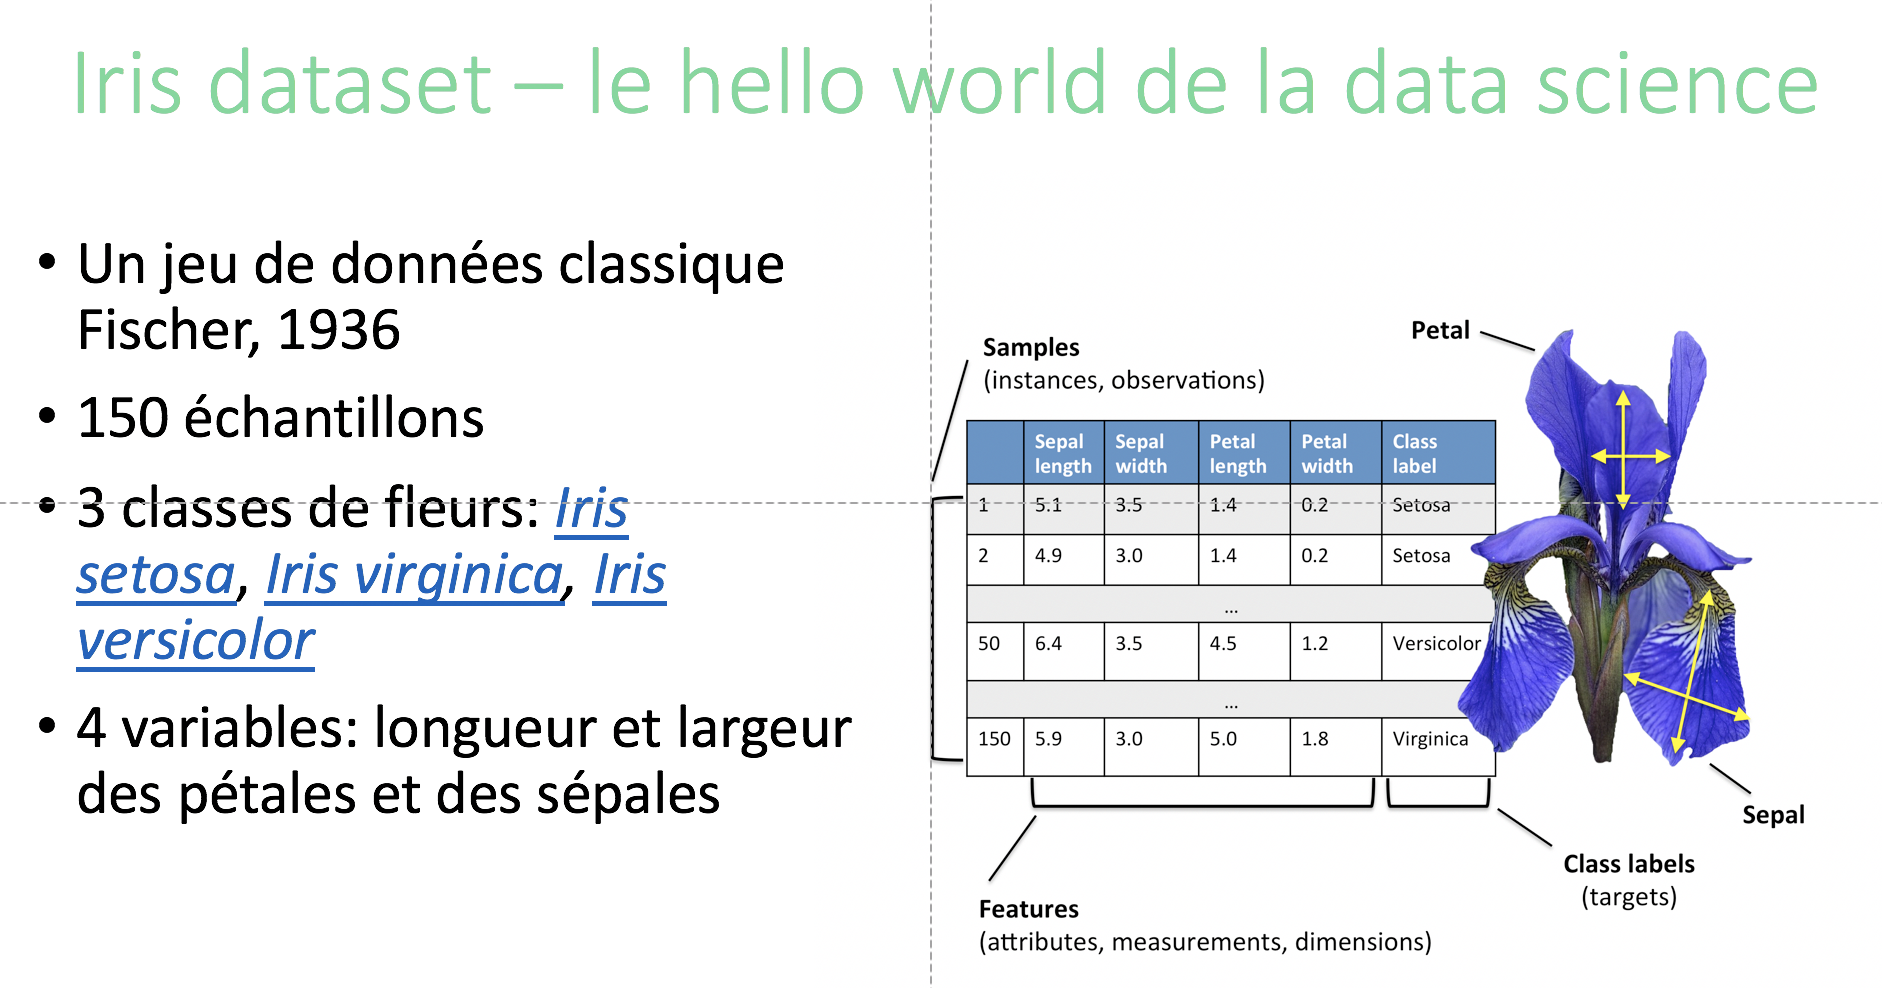 Iris dataset – le hello world de la data science
• Un jeu de données classique
Fischer, 1936
• 150 échantillons
• 3 classes de fleurs: Iris
setosa, Iris virginica, Iris
versicolor
• 4 variables: longueur et largeur
des pétales et des sépales
Samples
(instances, observations)
Petal
Sepal length Sepal width Petal length Petal width Class label
1 5.1 3.5 1.4 0.2 Setosa
2 4.9 3.0 1.4 0.2 Setosa
...
50 6.4 3.5 4.5 1.2 Versicolor
...
150 5.9 3.0 5.0 1.8 Virginica
Sepal
Class labels
(targets)
Features
(attributes, measurements, dimensions)